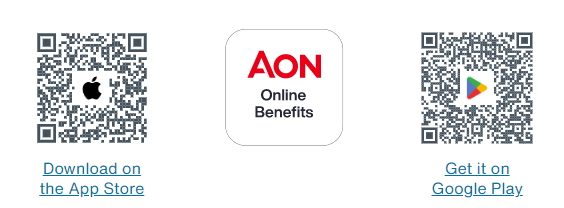 AON
Online
Benefits
Download on
the App Store
Get it on
Google Play